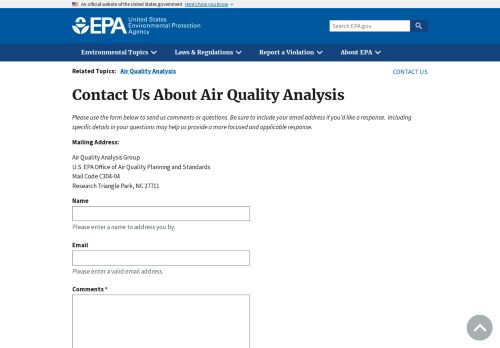 An official website of the United States government Here's how you know
EPA United States
Environmental Protection
Agency
Search EPA.gov
Environmental Topics Laws & Regulations Report a Violation About EPA
Related Topics: Air Quality Analysis CONTACT US
Contact Us About Air Quality Analysis
Please use the form below to send us comments or questions. Be sure to include your email address if you'd like a response. Including
specific details in your questions may help us provide a more focused and applicable response.
Mailing Address:
Air Quality Analysis Group
U.S. EPA Office of Air Quality Planning and Standards
Mail Code C304-04
Research Triangle Park, NC 27711
Name
Please enter a name to address you by.
Email
Please enter a valid email address.
Comments *